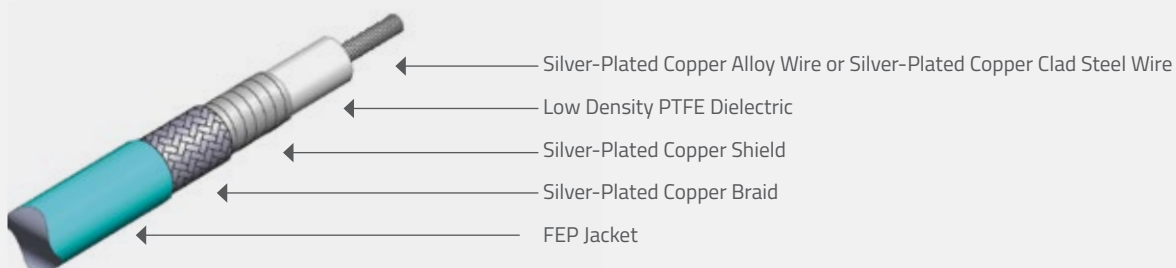 Silver-Plated Copper Alloy Wire or Silver-Plated Copper Clad Steel Wire
Low Density PTFE Dielectric
Silver-Plated Copper Shield
Silver-Plated Copper Braid
FEP Jacket